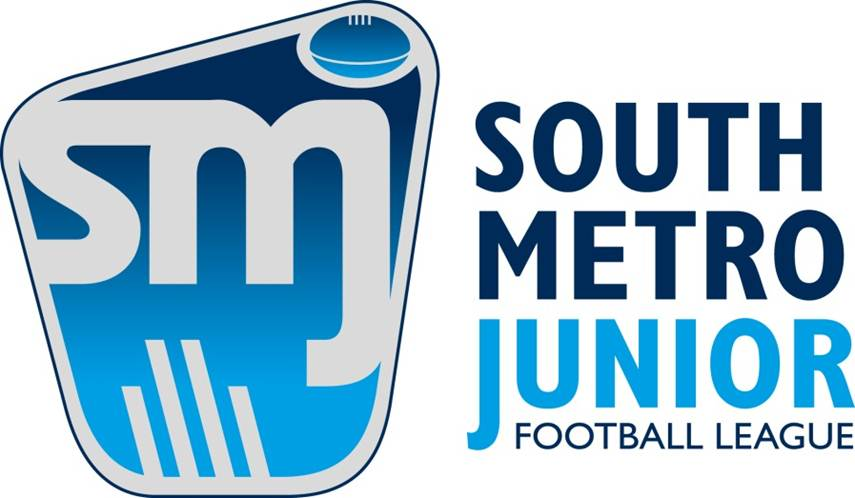 smj
SOUTH
METRO
JUNIOR
FOOTBALL LEAGUE